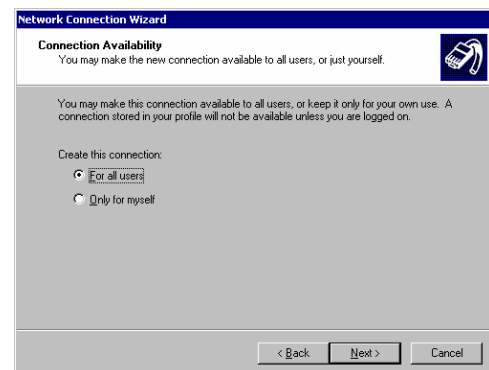 Network Connection Wizard
Connection Availability
You may make the new connection available to all users, or just yourself.
You may make this connection available to all users, or keep it only for your own use. A
connection stored in your profile will not be available unless you are logged on.
Create this connection:
For all users
Only for myself
< Back Next > Cancel